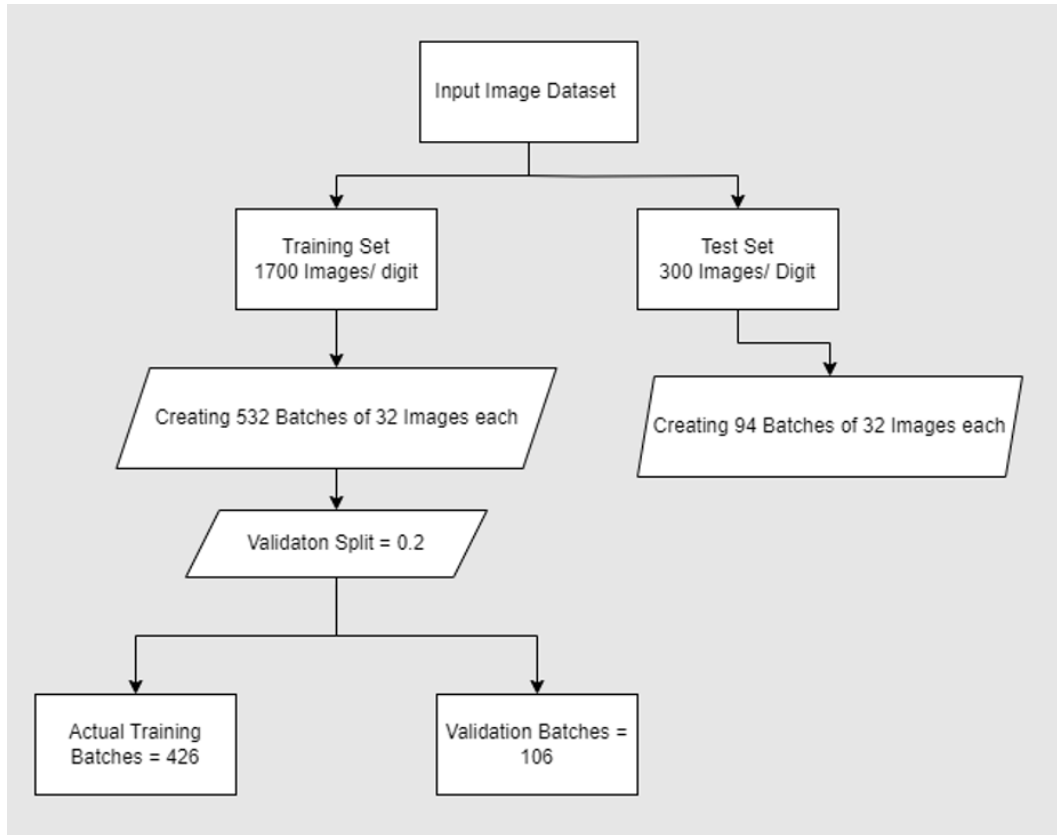 Input Image Dataset
Training Set
1700 Images/ digit
Test Set
300 Images/ Digit
Creating 532 Batches of 32 Images each
Creating 94 Batches of 32 Images each
Validaton Split = 0.2
Actual Training
Batches = 426
Validation Batches =
106